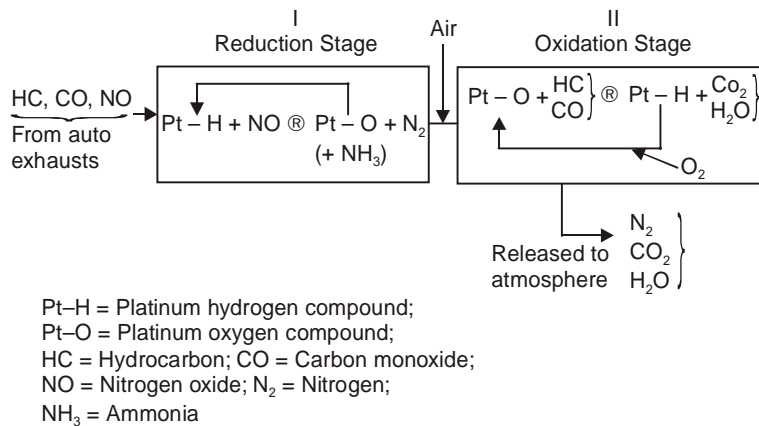 I
Reduction Stage
Air
II
Oxidation Stage
HC, CO, NO
From auto
exhausts
Pt – H + NO ® Pt – O + N₂
(+ NH₃)
Pt – O + HC CO } ® Pt – H + Co₂ H₂O }
O₂
Released to
atmosphere
N₂
CO₂
H₂O
Pt–H = Platinum hydrogen compound;
Pt–O = Platinum oxygen compound;
HC = Hydrocarbon; CO = Carbon monoxide;
NO = Nitrogen oxide; N₂ = Nitrogen;
NH₃ = Ammonia